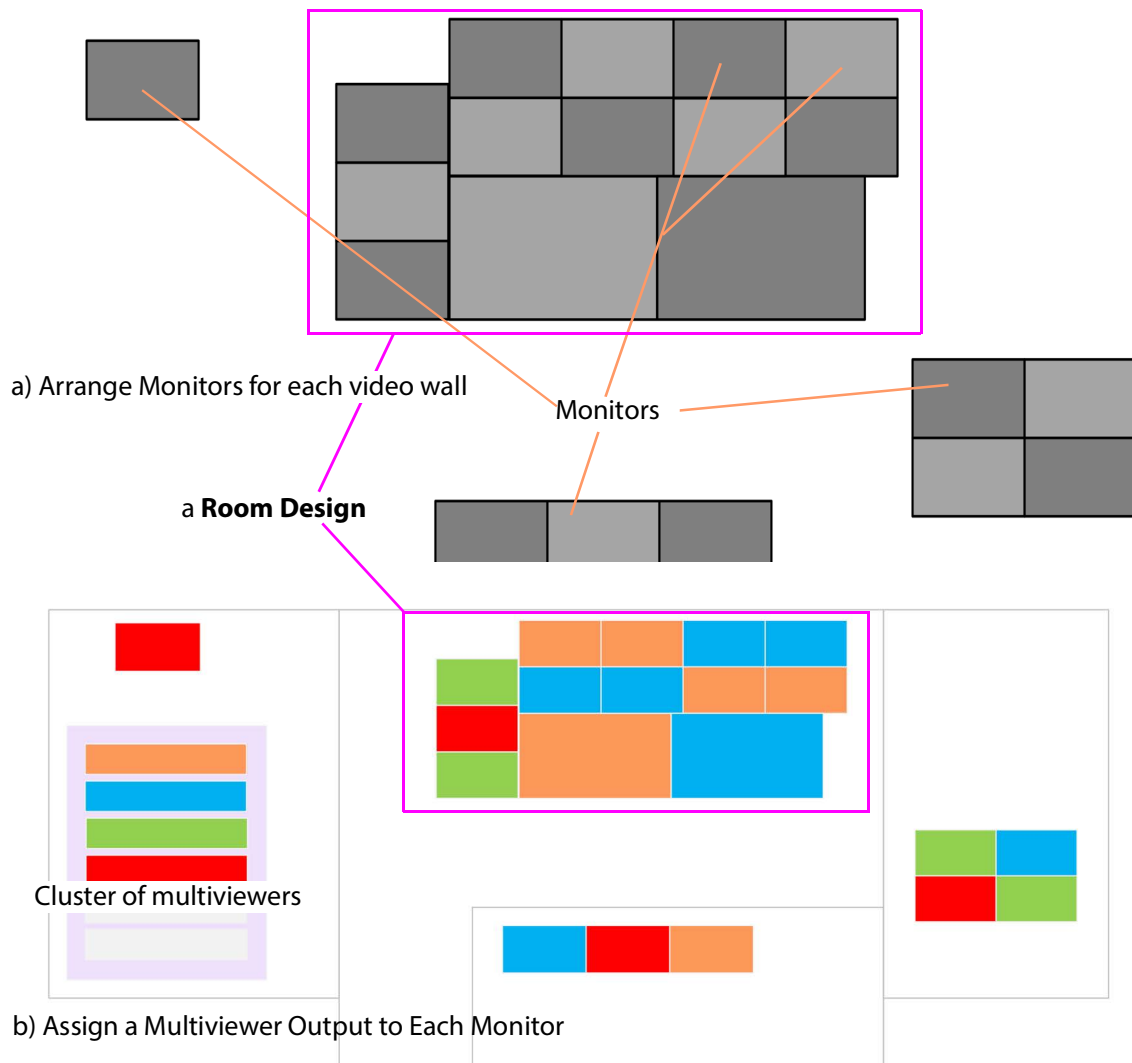 a) Arrange Monitors for each video wall
Monitors
a Room Design
Cluster of multiviewers
b) Assign a Multiviewer Output to Each Monitor